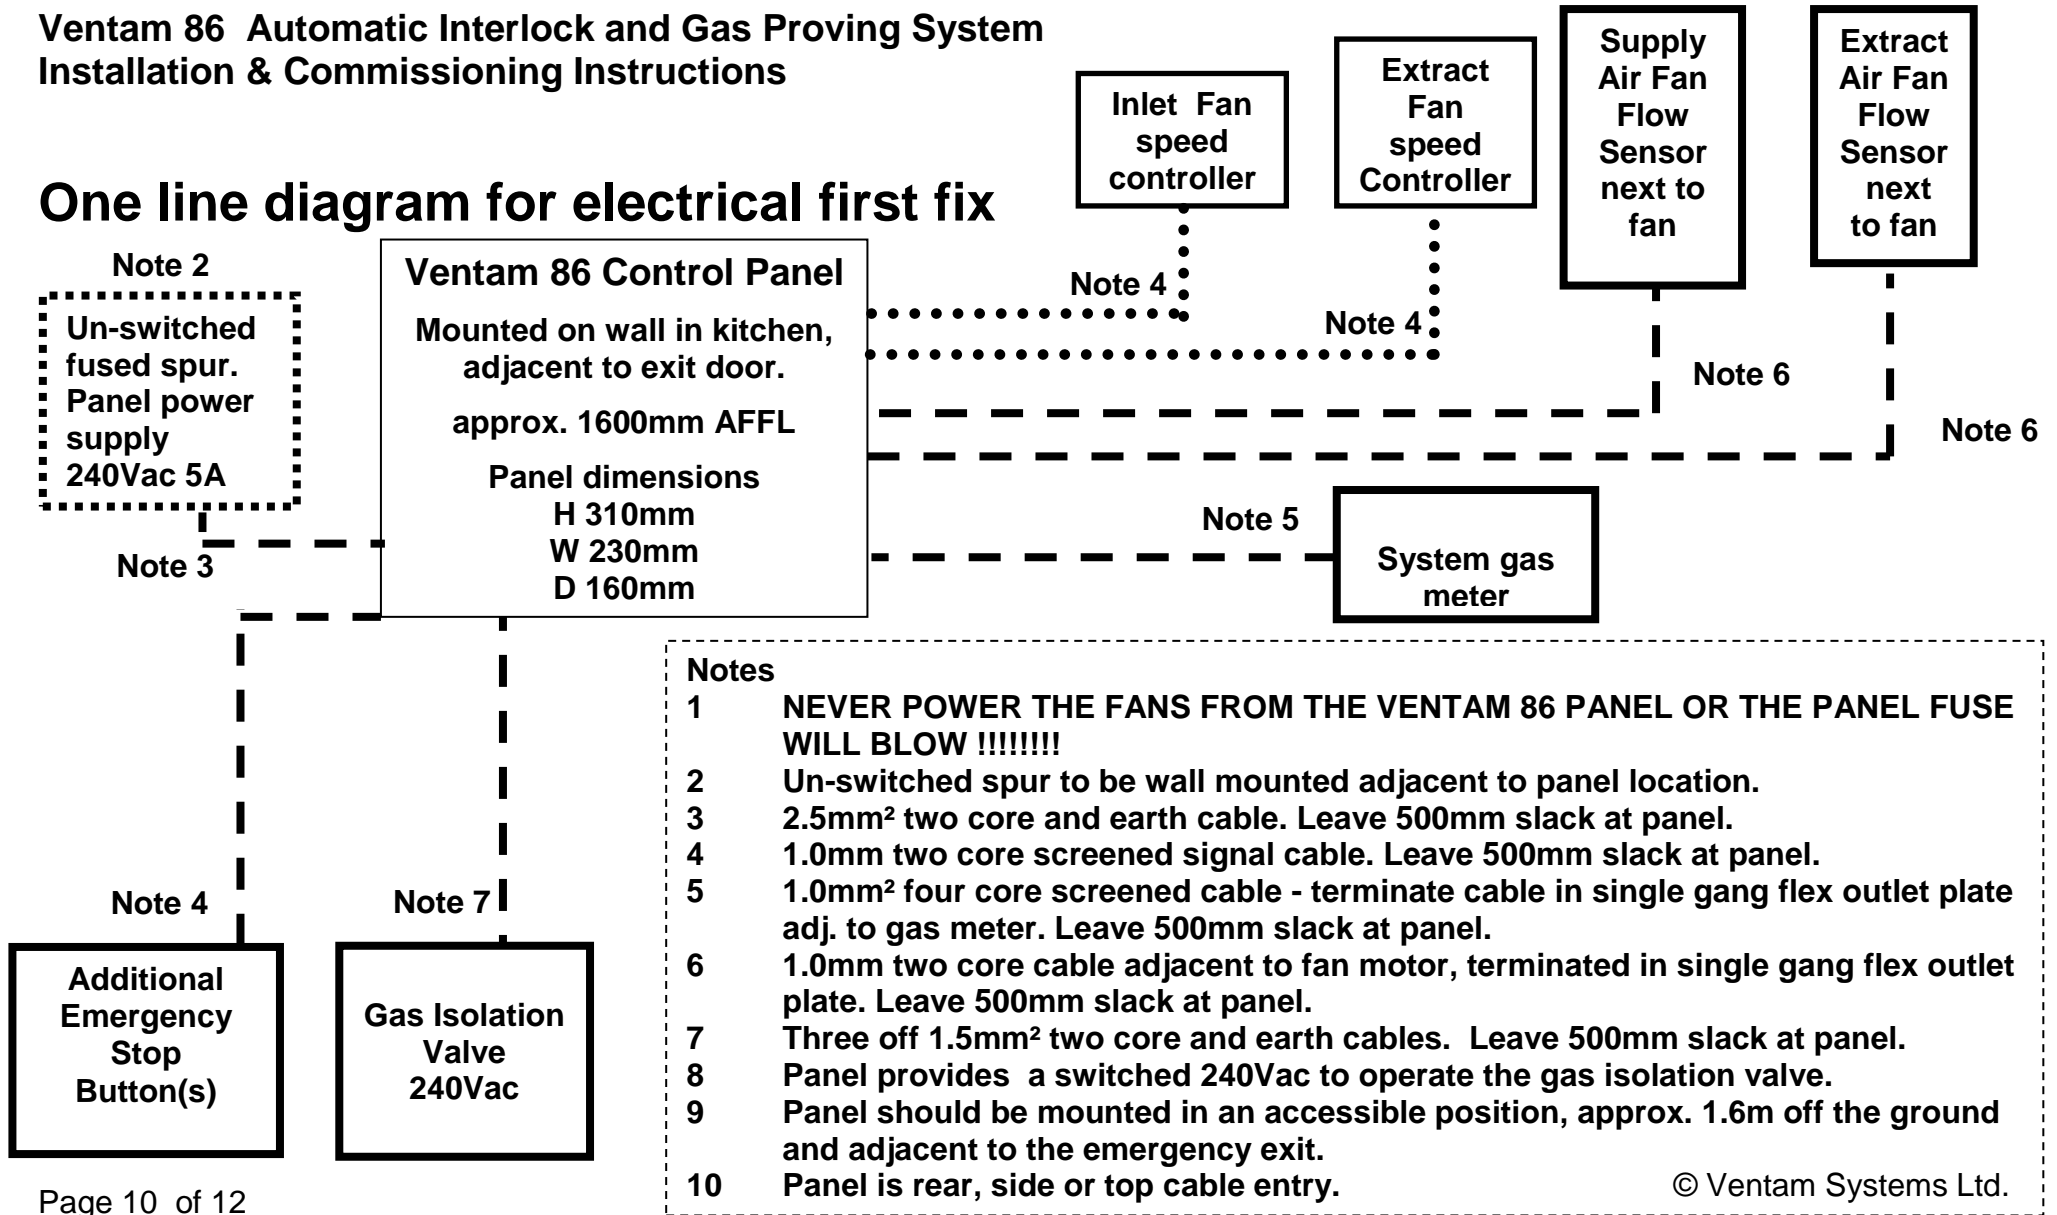 Ventam 86 Automatic Interlock and Gas Proving System
Installation & Commissioning Instructions
One line diagram for electrical first fix
Inlet Fan
speed
controller
Extract
Fan
speed
Controller
Supply
Air Fan
Flow
Sensor
next to
fan
Extract
Air Fan
Flow
Sensor
next
to fan
Note 2
Un-switched
fused spur.
Panel power
supply
240Vac 5A
Note 3
Ventam 86 Control Panel
Mounted on wall in kitchen,
adjacent to exit door.
approx. 1600mm AFFL
Panel dimensions
H 310mm
W 230mm
D 160mm
Note 4
Note 4
Note 6
Note 6
Note 5
System gas
meter
Note 4
Note 7
Additional
Emergency
Stop
Button(s)
Gas Isolation
Valve
240Vac
Notes
1 NEVER POWER THE FANS FROM THE VENTAM 86 PANEL OR THE PANEL FUSE
WILL BLOW !!!!!!!!
2 Un-switched spur to be wall mounted adjacent to panel location.
3 2.5mm² two core and earth cable. Leave 500mm slack at panel.
4 1.0mm two core screened signal cable. Leave 500mm slack at panel.
5 1.0mm² four core screened cable - terminate cable in single gang flex outlet plate
adj. to gas meter. Leave 500mm slack at panel.
6 1.0mm two core cable adjacent to fan motor, terminated in single gang flex outlet
plate. Leave 500mm slack at panel.
7 Three off 1.5mm² two core and earth cables. Leave 500mm slack at panel.
8 Panel provides a switched 240Vac to operate the gas isolation valve.
9 Panel should be mounted in an accessible position, approx. 1.6m off the ground
and adjacent to the emergency exit.
10 Panel is rear, side or top cable entry.
© Ventam Systems Ltd.
Page 10 of 12